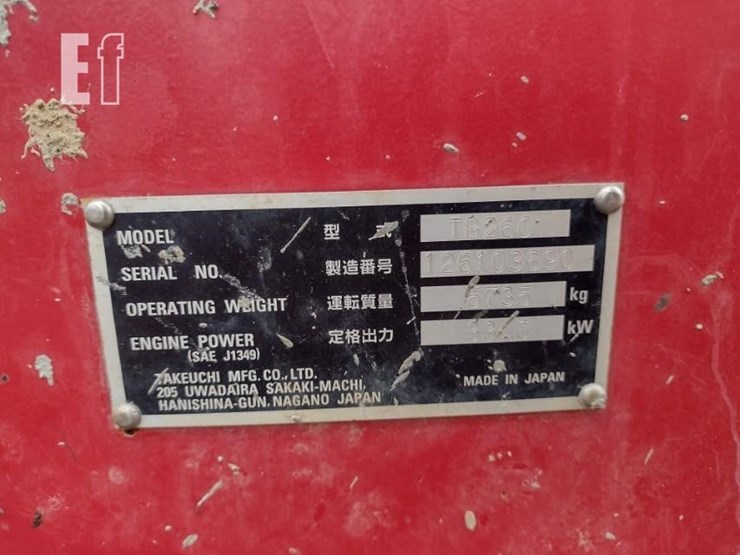 Ef
MODEL 型式 TB260
SERIAL NO. 製造番号 126103690
OPERATING WEIGHT 運転質量 5735 kg
ENGINE POWER 定格出力 kW
(SAE J1349)
TAKEUCHI MFG. CO., LTD.
205 UWADAIRA SAKAKI-MACHI,
HANISHINA-GUN, NAGANO JAPAN
MADE IN JAPAN